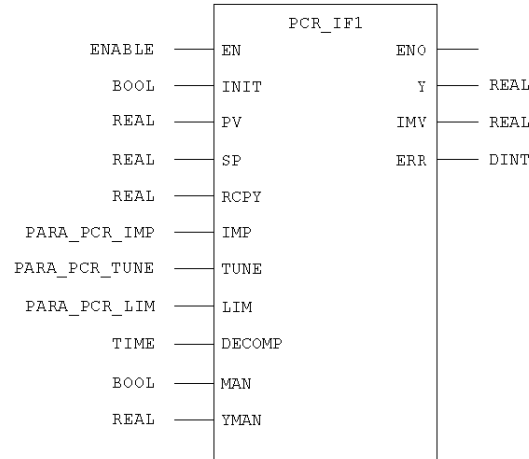 PCR_IF1
ENABLE EN ENO
BOOL INIT Y REAL
REAL PV IMV REAL
REAL SP ERR DINT
REAL RCPY
PARA_PCR_IMP IMP
PARA_PCR_TUNE TUNE
PARA_PCR_LIM LIM
TIME DECOMP
BOOL MAN
REAL YMAN